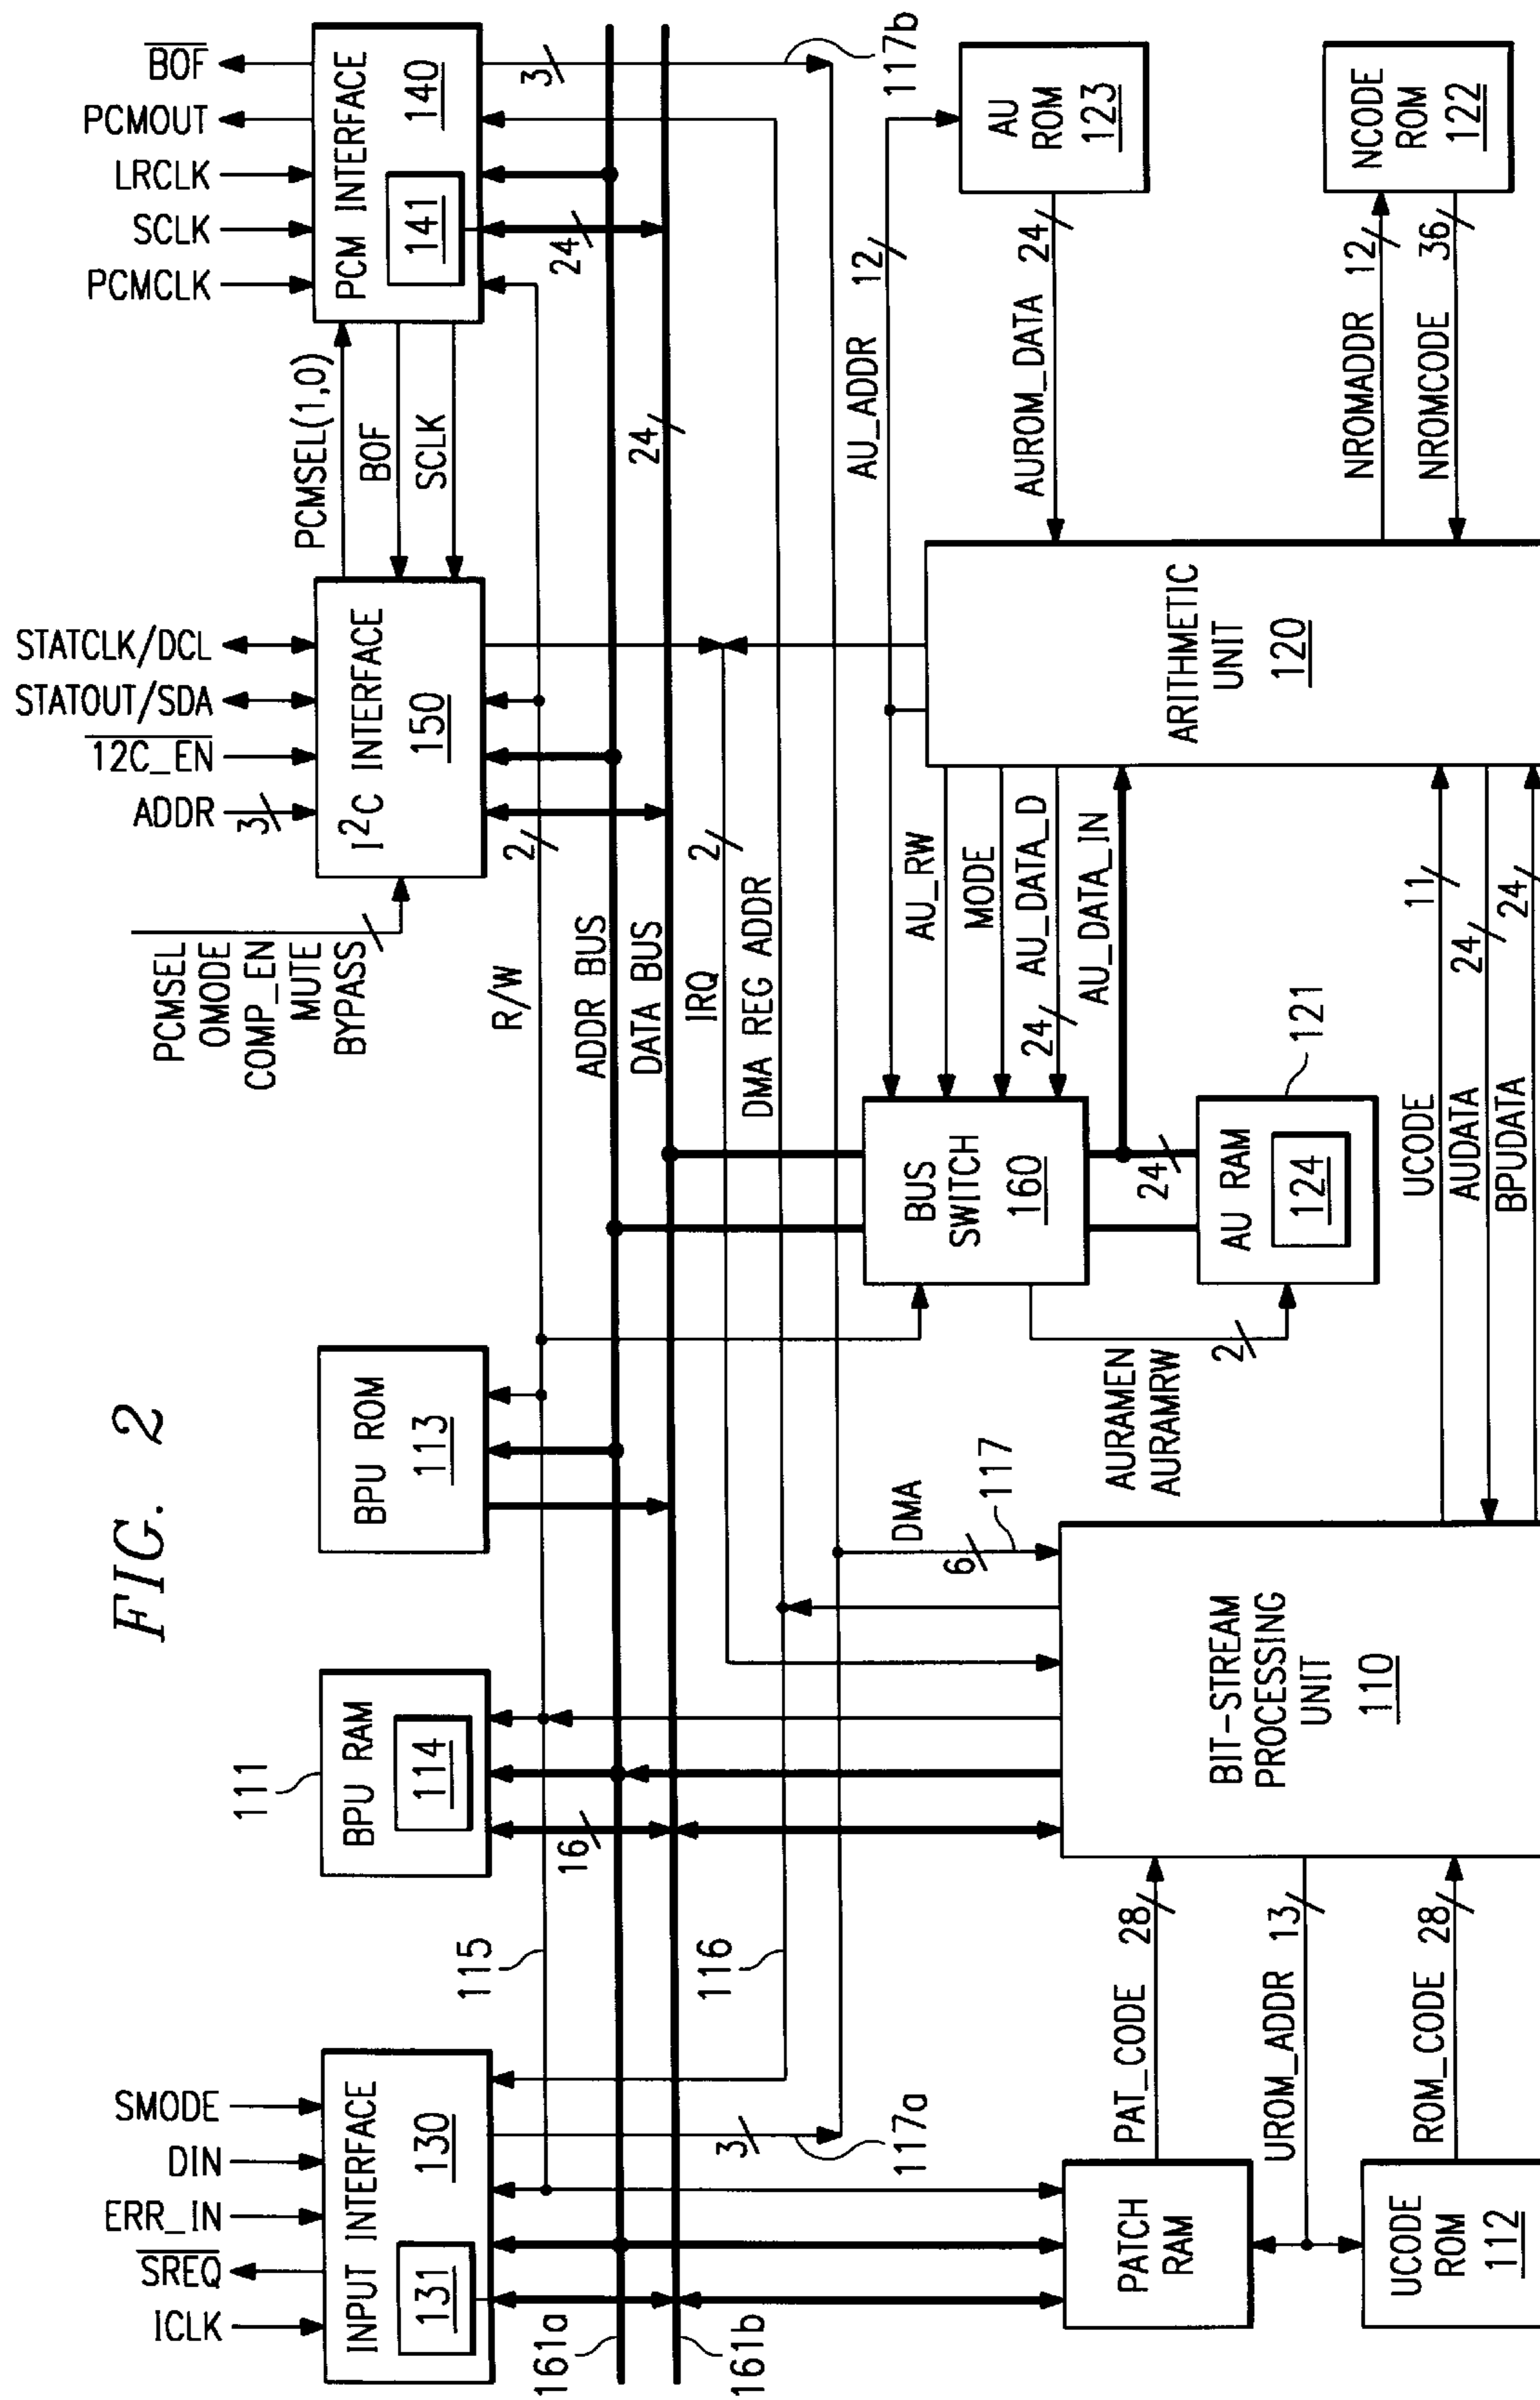 FIG. 2
SMODE
DIN
ERR_IN
SREQ
ICLK
INPUT INTERFACE
130
131
161a
161b
115
116
3
117a
111
BPU RAM
114
16
BPU ROM
113
PCMSEL
OMODE
COMP_EN
MUTE
BYPASS
R/W
2
ADDR BUS
DATA BUS
24
IRQ
2
DMA REG ADDR
STATCLK/DCL
STATOUT/SDA
12C_EN
ADDR
3
I2C INTERFACE
150
PCMSEL(1,0)
BOF
SCLK
BOF
PCMOUT
LRCLK
SCLK
PCMCLK
PCM INTERFACE
140
141
24
3
117b
PATCH
RAM
UCODE
ROM
112
PAT_CODE
28
UROM_ADDR
13
ROM_CODE
28
BIT-STREAM
PROCESSING
UNIT
110
DMA
6
117
AURAMEN
AURAMRW
2
BUS
SWITCH
160
24
AU RAM
124
121
AU_RW
MODE
24
AU_DATA_D
AU_DATA_IN
UCODE
11
AUDATA
24
BPUDATA
24
ARITHMETIC
UNIT
120
AU_ADDR
12
AUROM_DATA
24
AU
ROM
123
NROMADDR
12
NROMCODE
36
NCODE
ROM
122